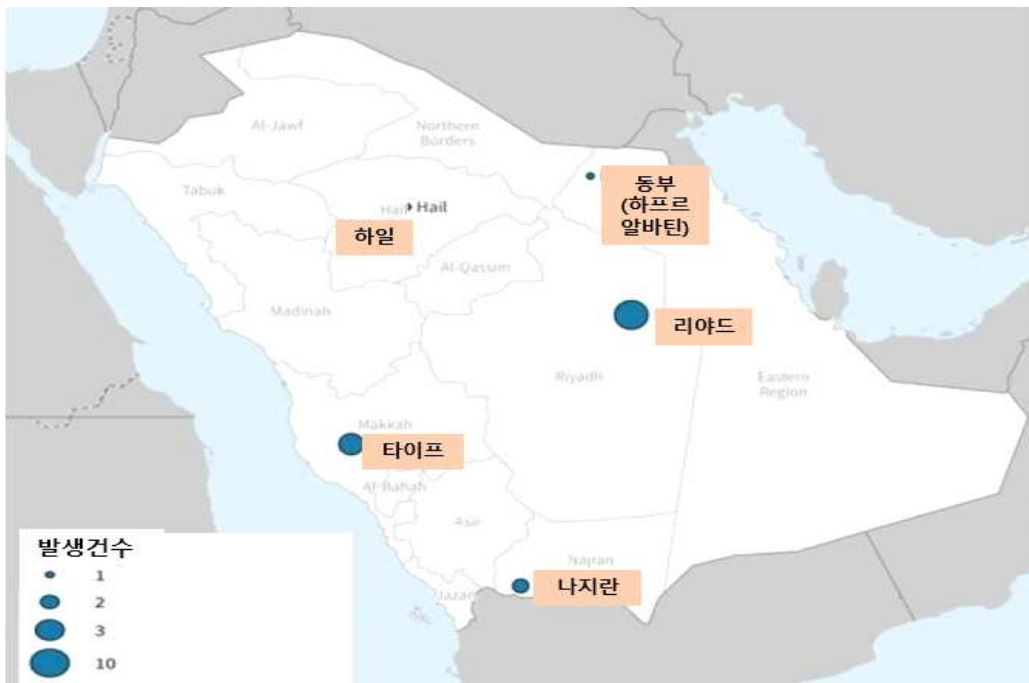 Al-Jawf
Northern
Borders
Tabuk
Hail Hail
하일
동부
(하프르
알바틴)
Al-Qassim
Madinah
리야드
Riyadh
Eastern
Region
Makkah
타이프
Al-Bahah
Asir
Najran
나지란
Jazan
발생건수
1
2
3
10